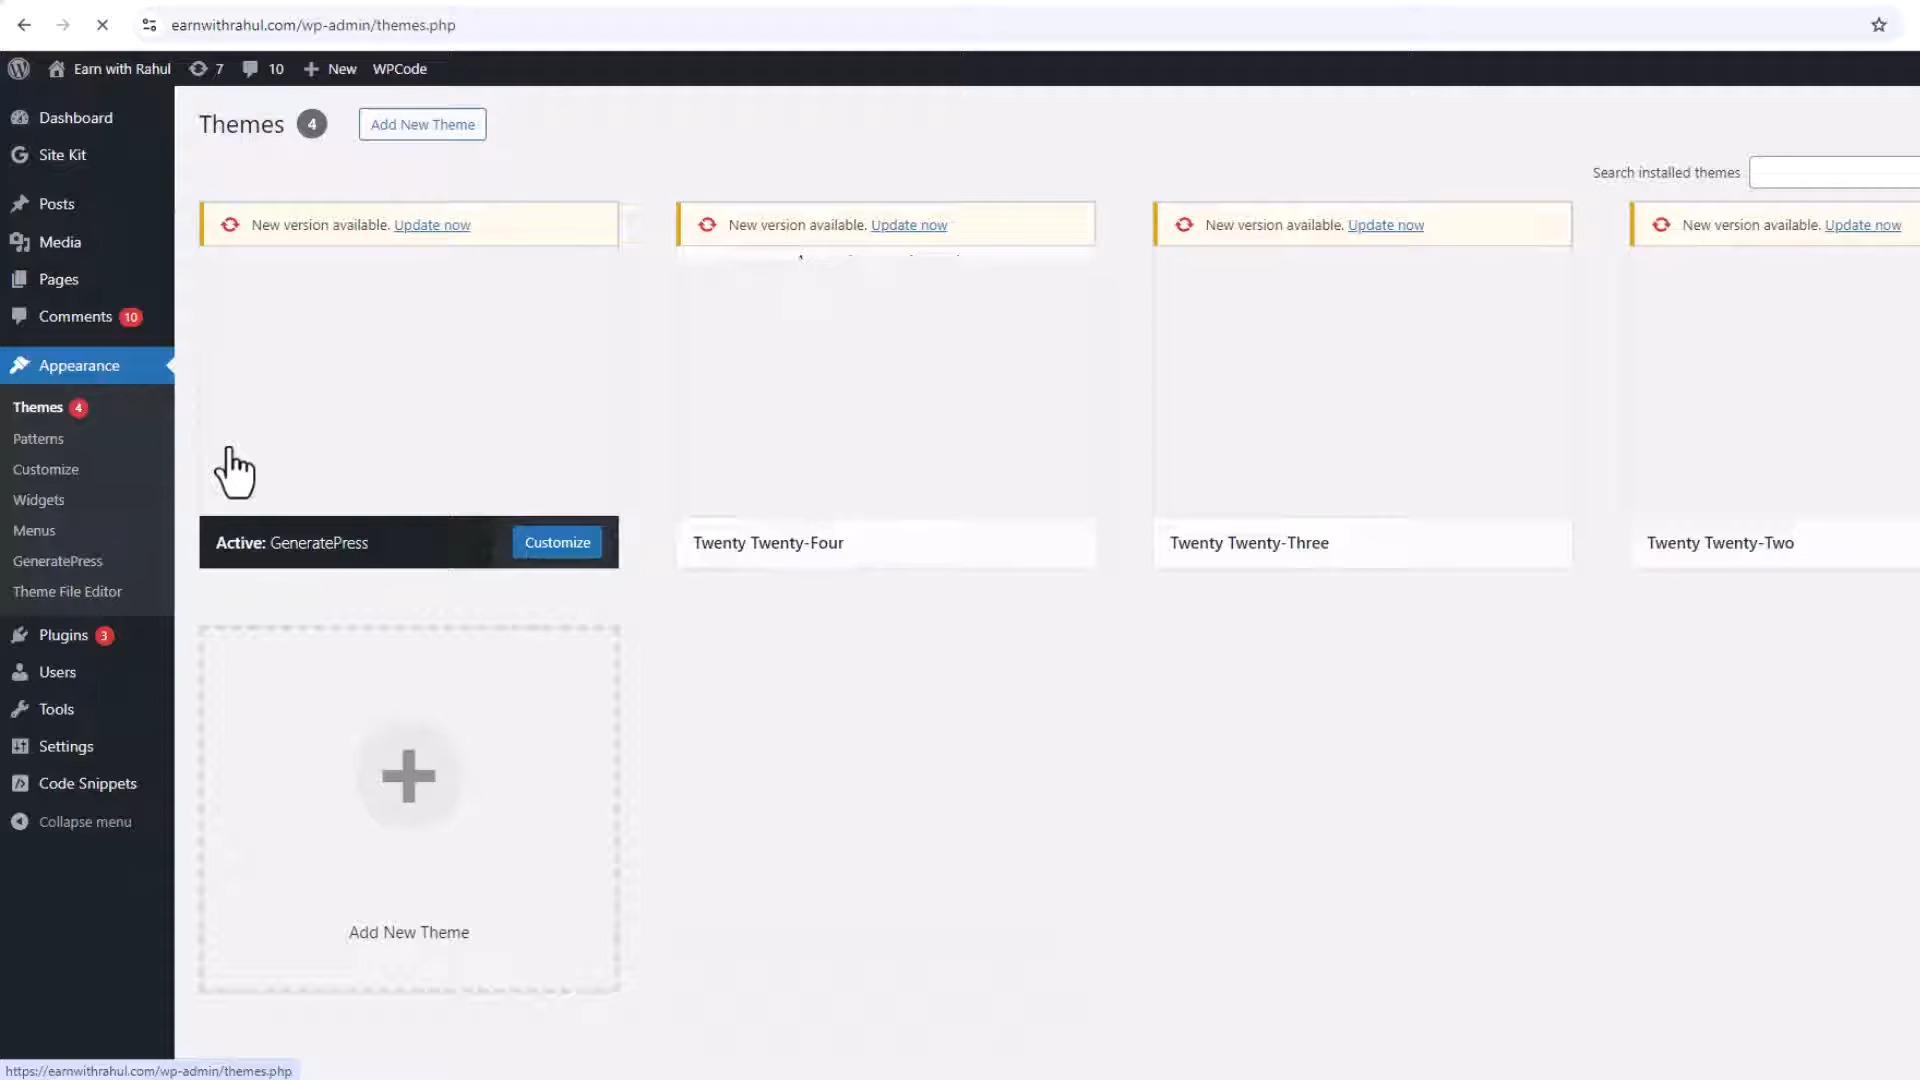 earnwithrahul.com/wp-admin/themes.php
Earn with Rahul 7 10 New WPCode
Dashboard
Site Kit
Posts
Media
Pages
Comments 10
Appearance
Themes 4
Patterns
Customize
Widgets
Menus
GeneratePress
Theme File Editor
Plugins 3
Users
Tools
Settings
Code Snippets
Collapse menu
Themes 4 Add New Theme
Search installed themes
New version available. Update now
New version available. Update now
New version available. Update now
New version available. Update now
Active: GeneratePress Customize
Twenty Twenty-Four
Twenty Twenty-Three
Twenty Twenty-Two
Add New Theme
https://earnwithrahul.com/wp-admin/themes.php